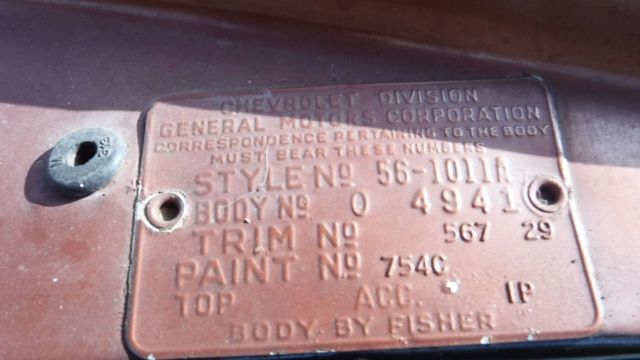 CHEVROLET DIVISION
GENERAL MOTORS CORPORATION
CORRESPONDENCE PERTAINING TO THE BODY
MUST BEAR THESE NUMBERS
STYLE Nº 56-1011A
BODY Nº O 4941
TRIM Nº 567 29
PAINT Nº 754C
TOP ACC. IP
BODY BY FISHER